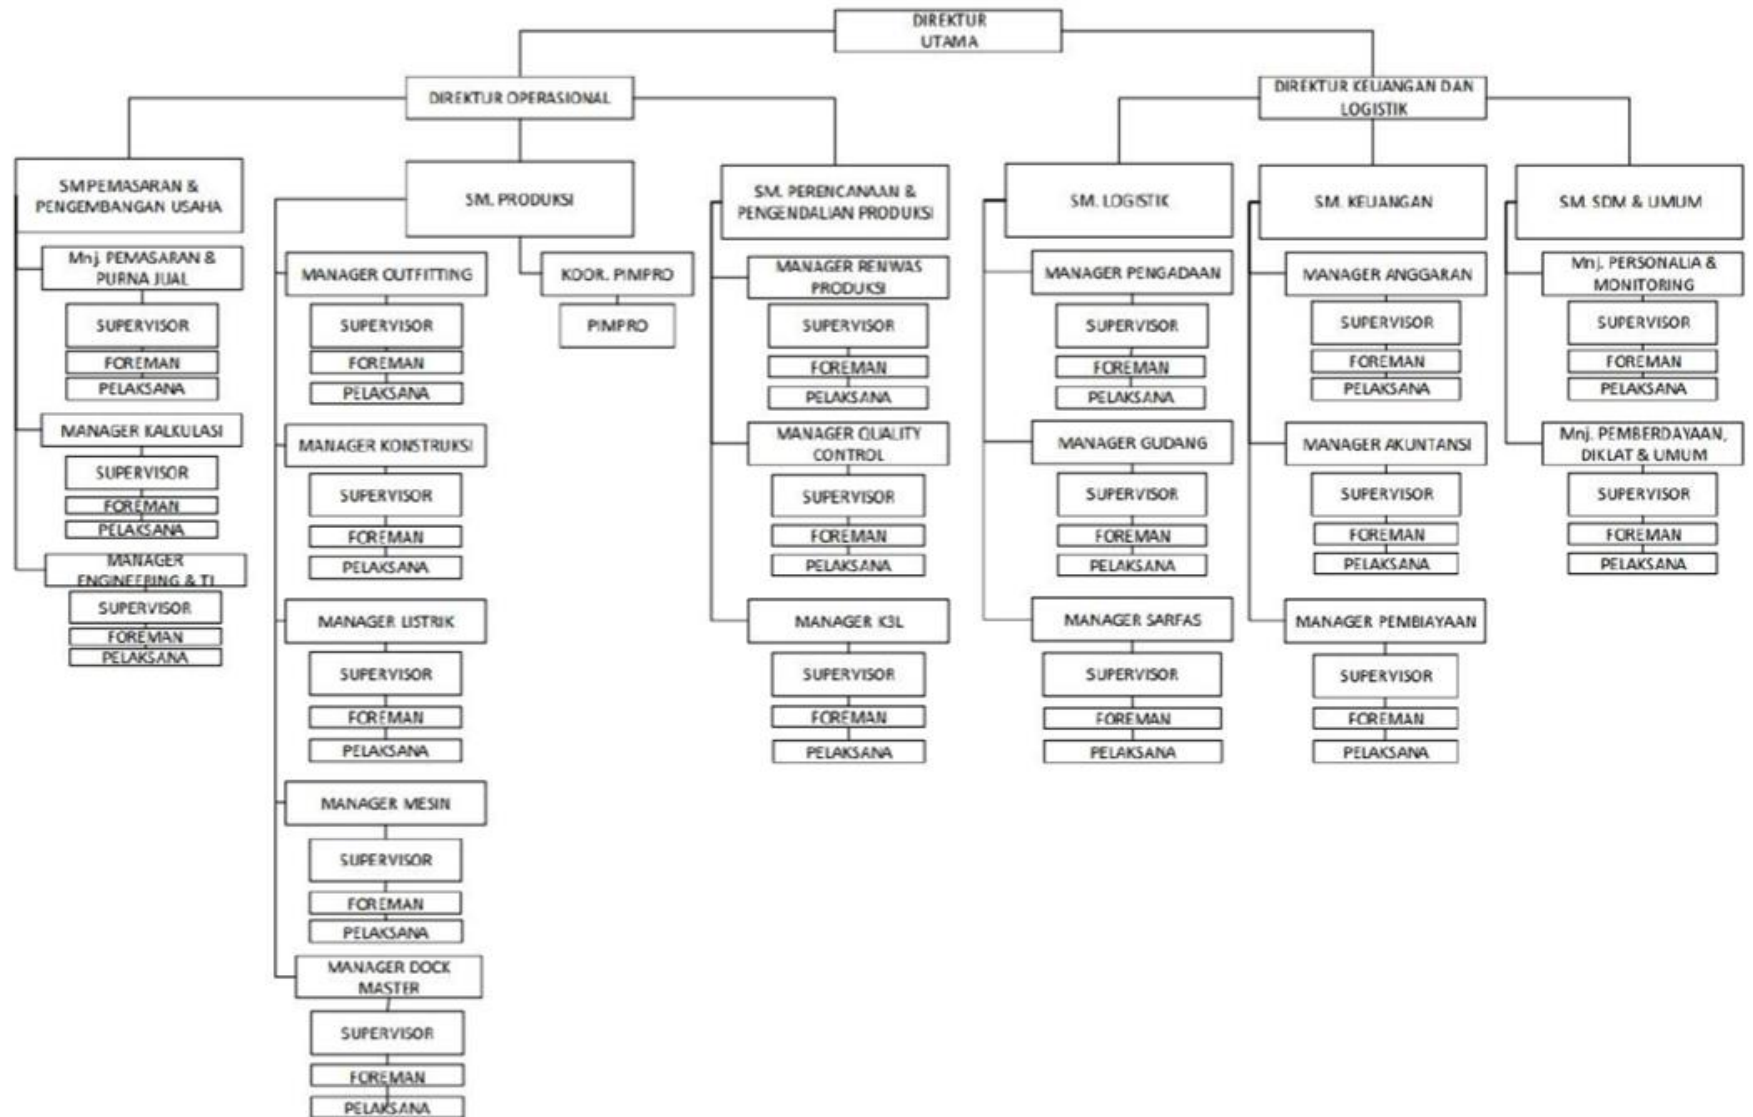 DIREKTUR
UTAMA
DIREKTUR OPERASIONAL
DIREKTUR KEUANGAN DAN
LOGISTIK
SM PEMASARAN &
PENGEMBANGAN USAHA
Mnj. PEMASARAN &
PURNA JUAL
SUPERVISOR
FOREMAN
PELAKSANA
MANAGER KALKULASI
SUPERVISOR
FOREMAN
PELAKSANA
MANAGER
ENGINEERING & TI
SUPERVISOR
FOREMAN
PELAKSANA
SM. PRODUKSI
MANAGER OUTFITTING
SUPERVISOR
FOREMAN
PELAKSANA
MANAGER KONSTRUKSI
SUPERVISOR
FOREMAN
PELAKSANA
MANAGER LISTRIK
SUPERVISOR
FOREMAN
PELAKSANA
MANAGER MESIN
SUPERVISOR
FOREMAN
PELAKSANA
MANAGER DOCK
MASTER
SUPERVISOR
FOREMAN
PELAKSANA
KOOR. PIMPRO
PIMPRO
SM. PERENCANAAN &
PENGENDALIAN PRODUKSI
MANAGER RENWAS
PRODUKSI
SUPERVISOR
FOREMAN
PELAKSANA
MANAGER QUALITY
CONTROL
SUPERVISOR
FOREMAN
PELAKSANA
MANAGER K3L
SUPERVISOR
FOREMAN
PELAKSANA
SM. LOGISTIK
MANAGER PENGADAAN
SUPERVISOR
FOREMAN
PELAKSANA
MANAGER GUDANG
SUPERVISOR
FOREMAN
PELAKSANA
MANAGER SARFAS
SUPERVISOR
FOREMAN
PELAKSANA
SM. KEUANGAN
MANAGER ANGGARAN
SUPERVISOR
FOREMAN
PELAKSANA
MANAGER AKUNTANSI
SUPERVISOR
FOREMAN
PELAKSANA
MANAGER PEMBIAYAAN
SUPERVISOR
FOREMAN
PELAKSANA
SM. SDM & UMUM
Mnj. PERSONALIA &
MONITORING
SUPERVISOR
FOREMAN
PELAKSANA
Mnj. PEMBERDAYAAN,
DIKLAT & UMUM
SUPERVISOR
FOREMAN
PELAKSANA